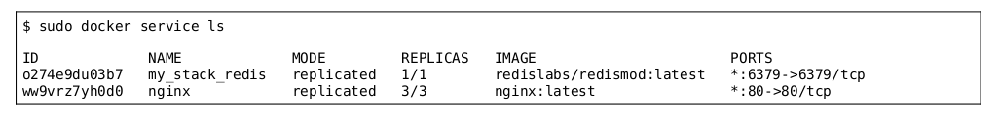 $ sudo docker service ls
ID NAME MODE REPLICAS IMAGE PORTS
o274e9du03b7 my_stack_redis replicated 1/1 redislabs/redismod:latest *:6379->6379/tcp
ww9vrz7yh0d0 nginx replicated 3/3 nginx:latest *:80->80/tcp